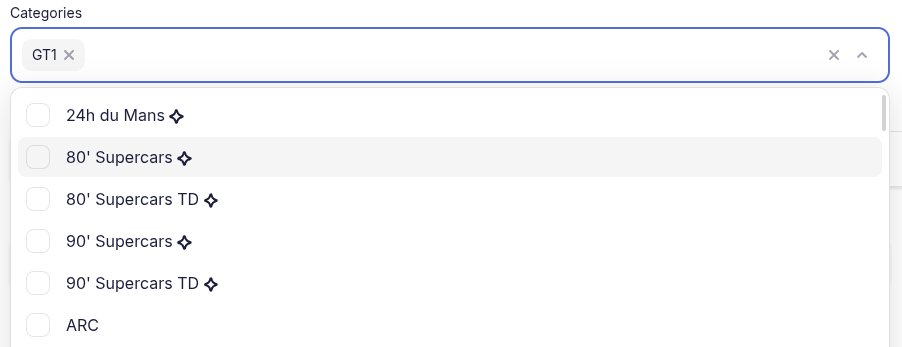 Categories
GT1
24h du Mans
80' Supercars
80' Supercars TD
90' Supercars
90' Supercars TD
ARC